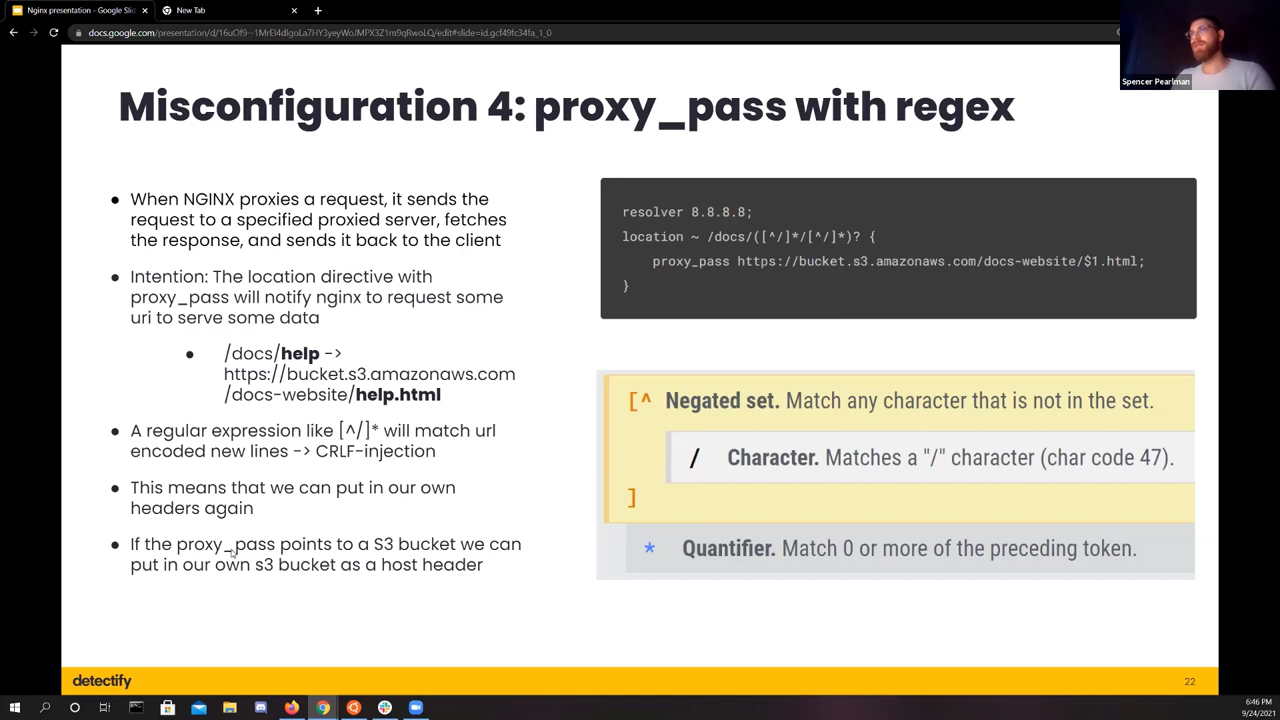 Nginx presentation - Google Slid
New Tab
docs.google.com/presentation/d/
Spencer Pearlman
Misconfiguration 4: proxy_pass with regex
When NGINX proxies a request, it sends the
request to a specified proxied server, fetches
the response, and sends it back to the client
Intention: The location directive with
proxy_pass will notify nginx to request some
uri to serve some data
/docs/help ->
https://bucket.s3.amazonaws.com
/docs-website/help.html
A regular expression like [^/]* will match url
encoded new lines -> CRLF-injection
This means that we can put in our own
headers again
If the proxy_pass points to a S3 bucket we can
put in our own s3 bucket as a host header
resolver 8.8.8.8;
location ~ /docs/([^/]*/[^/]*)? {
proxy_pass https://bucket.s3.amazonaws.com/docs-website/$1.html;
}
[^ Negated set. Match any character that is not in the set.
/ Character. Matches a "/" character (char code 47).
]
* Quantifier. Match 0 or more of the preceding token.
detectify
22
6:46 PM
9/24/2021